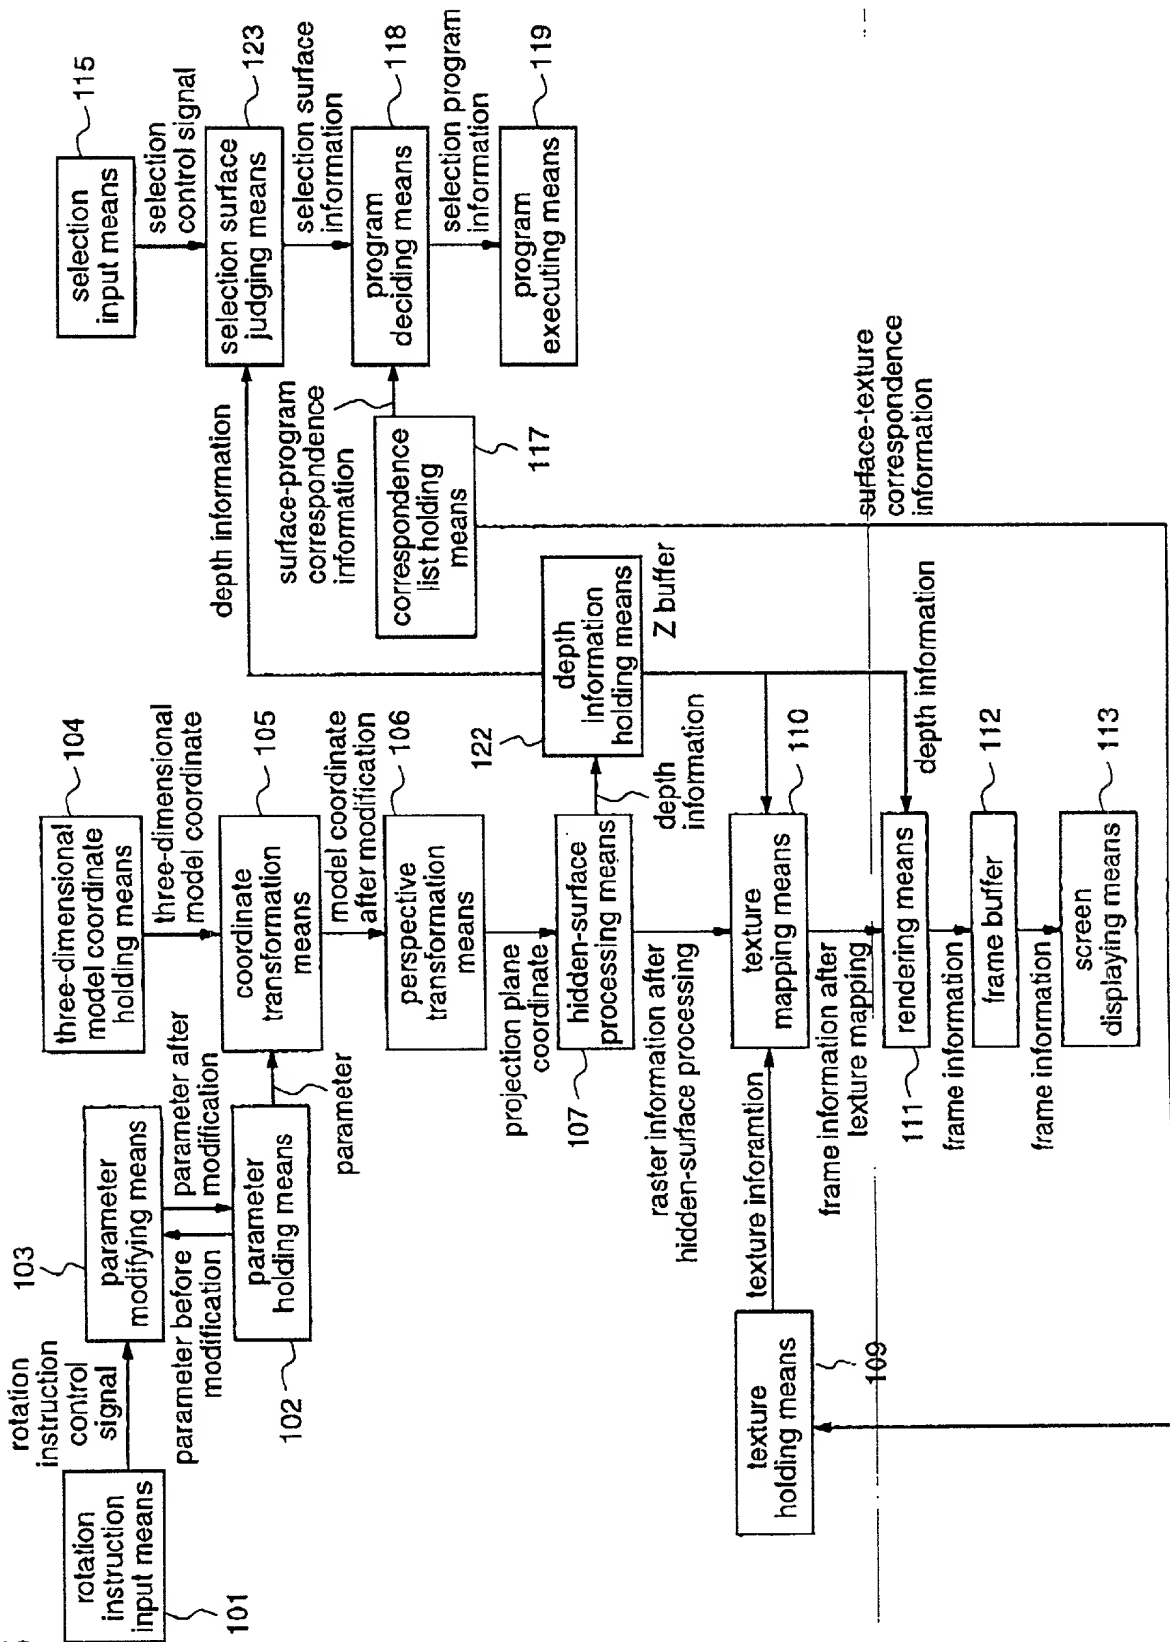 rotation
instruction
input means
101
rotation
instruction
control
signal
103
parameter
modifying means
parameter before
modification
parameter after
modification
parameter
holding means
102
parameter
three-dimensional
model coordinate
holding means
104
three-dimensional
model coordinate
coordinate
transformation
means
105
model coordinate
after modification
perspective
transformation
means
106
projection plane
coordinate
hidden-surface
processing means
107
depth
information
depth
Information
holding means
122
Z buffer
depth information
raster information after
hidden-surface processing
texture
mapping means
110
texture inforamtion
texture
holding means
109
frame information after
texture mapping
rendering means
111
depth information
frame information
frame buffer
112
frame information
screen
displaying means
113
selection
input means
115
selection
control signal
selection surface
judging means
123
selection surface
information
program
deciding means
118
selection program
information
program
executing means
119
surface-program
correspondence
information
correspondence
list holding
means
117
surface-texture
correspondence
information